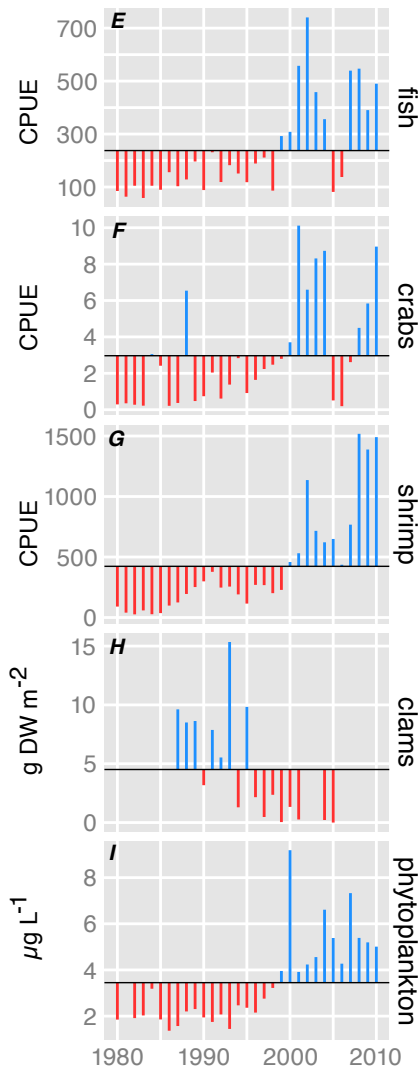 E
700
500
300
100
CPUE
fish
F
10
8
6
4
2
0
CPUE
crabs
G
1500
1000
500
0
CPUE
shrimp
H
15
10
5
0
g DW m⁻²
clams
I
8
6
4
2
µg L⁻¹
phytoplankton
1980 1990 2000 2010